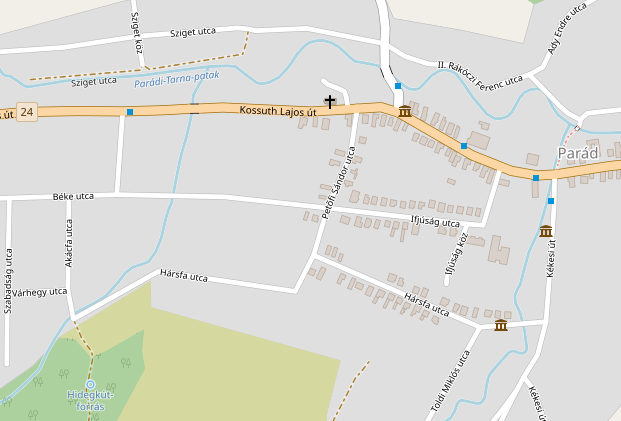 Sziget utca
Sziget köz
Ady Endre utca
II. Rákóczi Ferenc utca
Sziget utca
Parádi-Tarna-patak
s út
24
Kossuth Lajos út
Parád
Petőfi Sándor utca
Béke utca
Ifjúság utca
Akácfa utca
Szabadság utca
Ifjúság köz
Kékesi út
Hársfa utca
Várhegy utca
Hársfa utca
Toldi Miklós utca
Hidegkút-
forrás
Kékesi ú